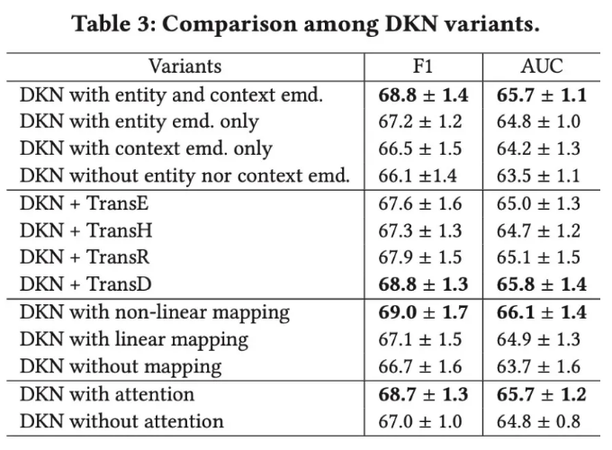 Table 3: Comparison among DKN variants.
Variants F1 AUC
DKN with entity and context emd. 68.8 ± 1.4 65.7 ± 1.1
DKN with entity emd. only 67.2 ± 1.2 64.8 ± 1.0
DKN with context emd. only 66.5 ± 1.5 64.2 ± 1.3
DKN without entity nor context emd. 66.1 ±1.4 63.5 ± 1.1
DKN + TransE 67.6 ± 1.6 65.0 ± 1.3
DKN + TransH 67.3 ± 1.3 64.7 ± 1.2
DKN + TransR 67.9 ± 1.5 65.1 ± 1.5
DKN + TransD 68.8 ± 1.3 65.8 ± 1.4
DKN with non-linear mapping 69.0 ± 1.7 66.1 ± 1.4
DKN with linear mapping 67.1 ± 1.5 64.9 ± 1.3
DKN without mapping 66.7 ± 1.6 63.7 ± 1.6
DKN with attention 68.7 ± 1.3 65.7 ± 1.2
DKN without attention 67.0 ± 1.0 64.8 ± 0.8